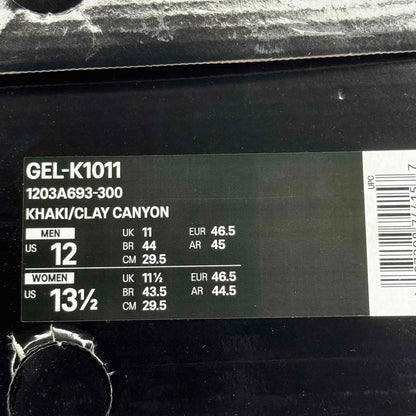 GEL-K1011
1203A693-300
KHAKI/CLAY CANYON
MEN UK 11 EUR 46.5
US 12 BR 44 AR 45
CM 29.5
WOMEN UK 11½ EUR 46.5
US 13½ BR 43.5 AR 44.5
CM 29.5
UPC
7